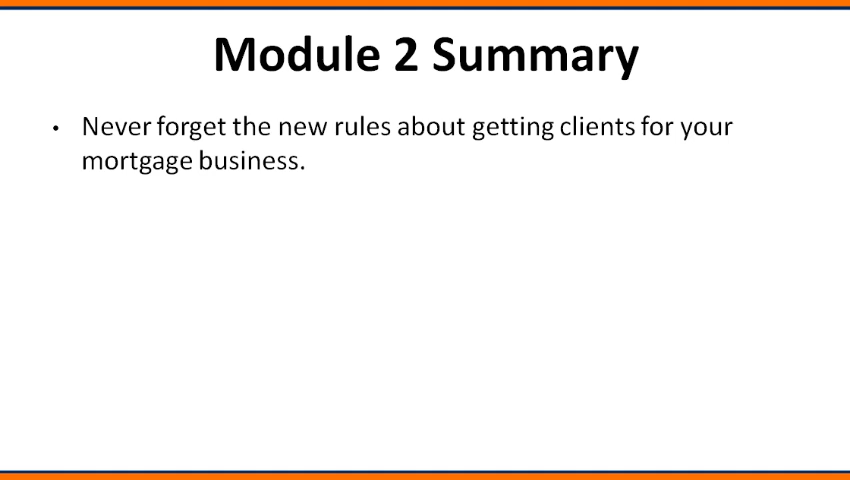 Module 2 Summary
• Never forget the new rules about getting clients for your
mortgage business.